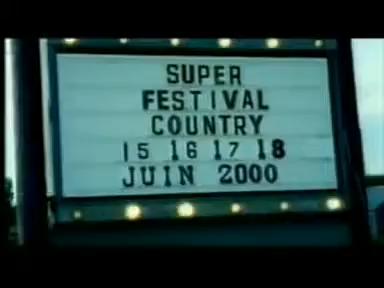 SUPER
FESTIVAL
COUNTRY
15 16 17 18
JUIN 2000